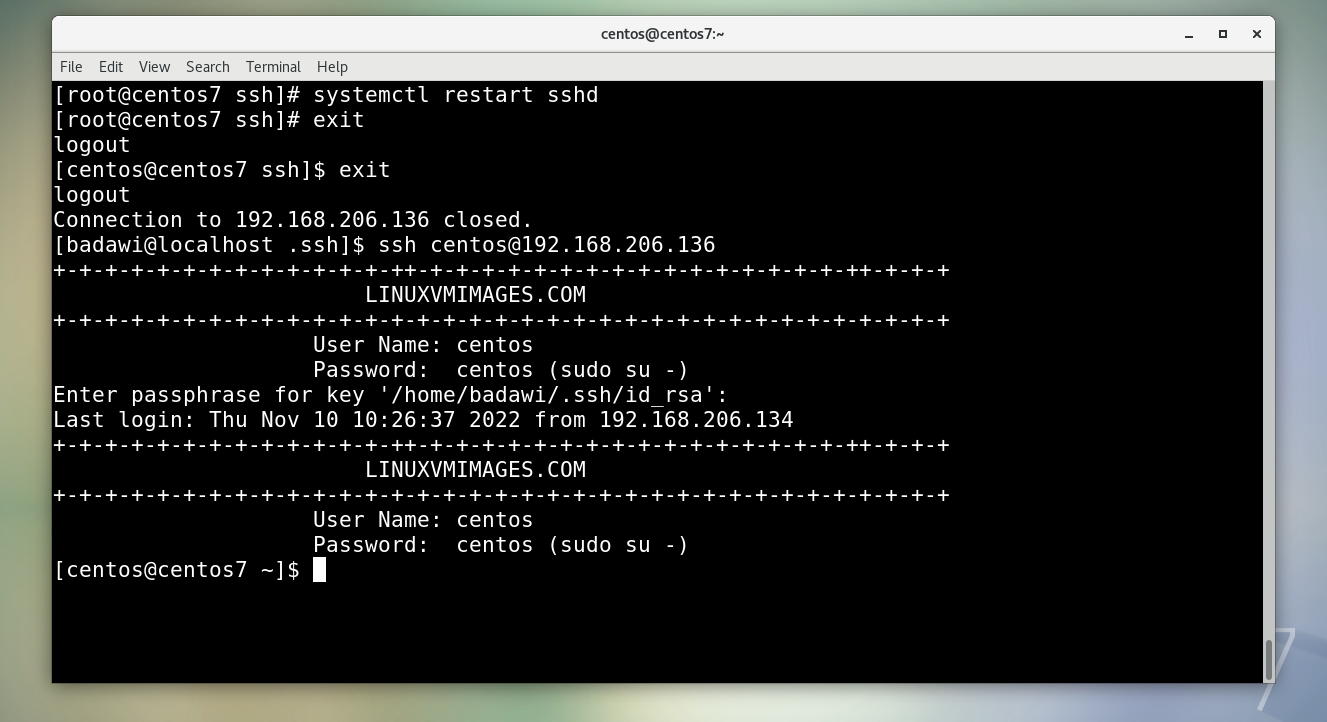 centos@centos7:~
File Edit View Search Terminal Help
[root@centos7 ssh]# systemctl restart sshd
[root@centos7 ssh]# exit
logout
[centos@centos7 ssh]$ exit
logout
Connection to 192.168.206.136 closed.
[badawi@localhost .ssh]$ ssh centos@192.168.206.136
+-+-+-+-+-+-+-+-+-+-+-+-+-++-+-+-+-+-+-+-+-+-+-+-+-+-+-+-+-+-++-+-+-+
LINUXVMIMAGES.COM
+-+-+-+-+-+-+-+-+-+-+-+-+-+-+-+-+-+-+-+-+-+-+-+-+-+-+-+-+-+-+-+-+-+-+
User Name: centos
Password:  centos (sudo su -)
Enter passphrase for key '/home/badawi/.ssh/id_rsa':
Last login: Thu Nov 10 10:26:37 2022 from 192.168.206.134
+-+-+-+-+-+-+-+-+-+-+-+-+-++-+-+-+-+-+-+-+-+-+-+-+-+-+-+-+-+-++-+-+-+
LINUXVMIMAGES.COM
+-+-+-+-+-+-+-+-+-+-+-+-+-+-+-+-+-+-+-+-+-+-+-+-+-+-+-+-+-+-+-+-+-+-+
User Name: centos
Password:  centos (sudo su -)
[centos@centos7 ~]$
7